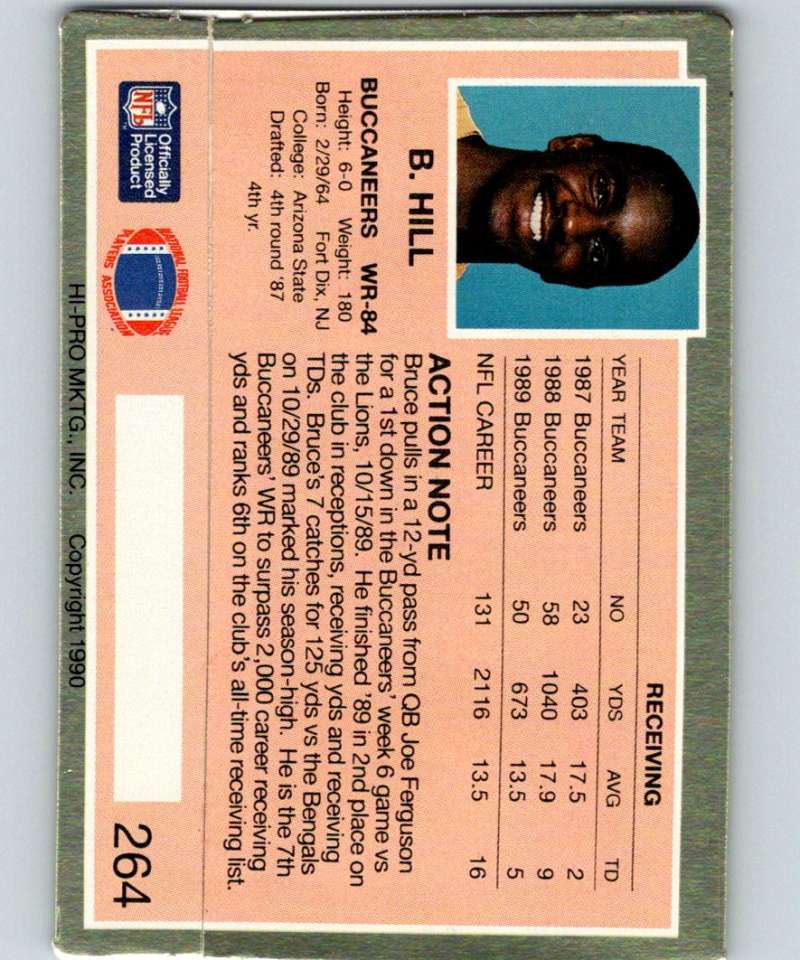 B. HILL
BUCCANEERS WR-84
Height: 6-0 Weight: 180
Born: 2/29/64 Fort Dix, NJ
College: Arizona State
Drafted: 4th round '87
4th yr.
RECEIVING
YEAR TEAM NO YDS AVG TD
1987 Buccaneers 23 403 17.5 2
1988 Buccaneers 58 1040 17.9 9
1989 Buccaneers 50 673 13.5 5
NFL CAREER 131 2116 13.5 16
ACTION NOTE
Bruce pulls in a 12-yd pass from QB Joe Ferguson
for a 1st down in the Buccaneers' week 6 game vs
the Lions, 10/15/89. He finished '89 in 2nd place on
the club in receptions, receiving yds and receiving
TDs. Bruce's 7 catches for 125 yds vs the Bengals
on 10/29/89 marked his season-high. He is the 7th
Buccaneers' WR to surpass 2,000 career receiving
yds and ranks 6th on the club's all-time receiving list.
NFL
Officially
Licensed
Product
NATIONAL FOOTBALL LEAGUE
PLAYERS ASSOCIATION
264
HI-PRO MKTG., INC. Copyright 1990